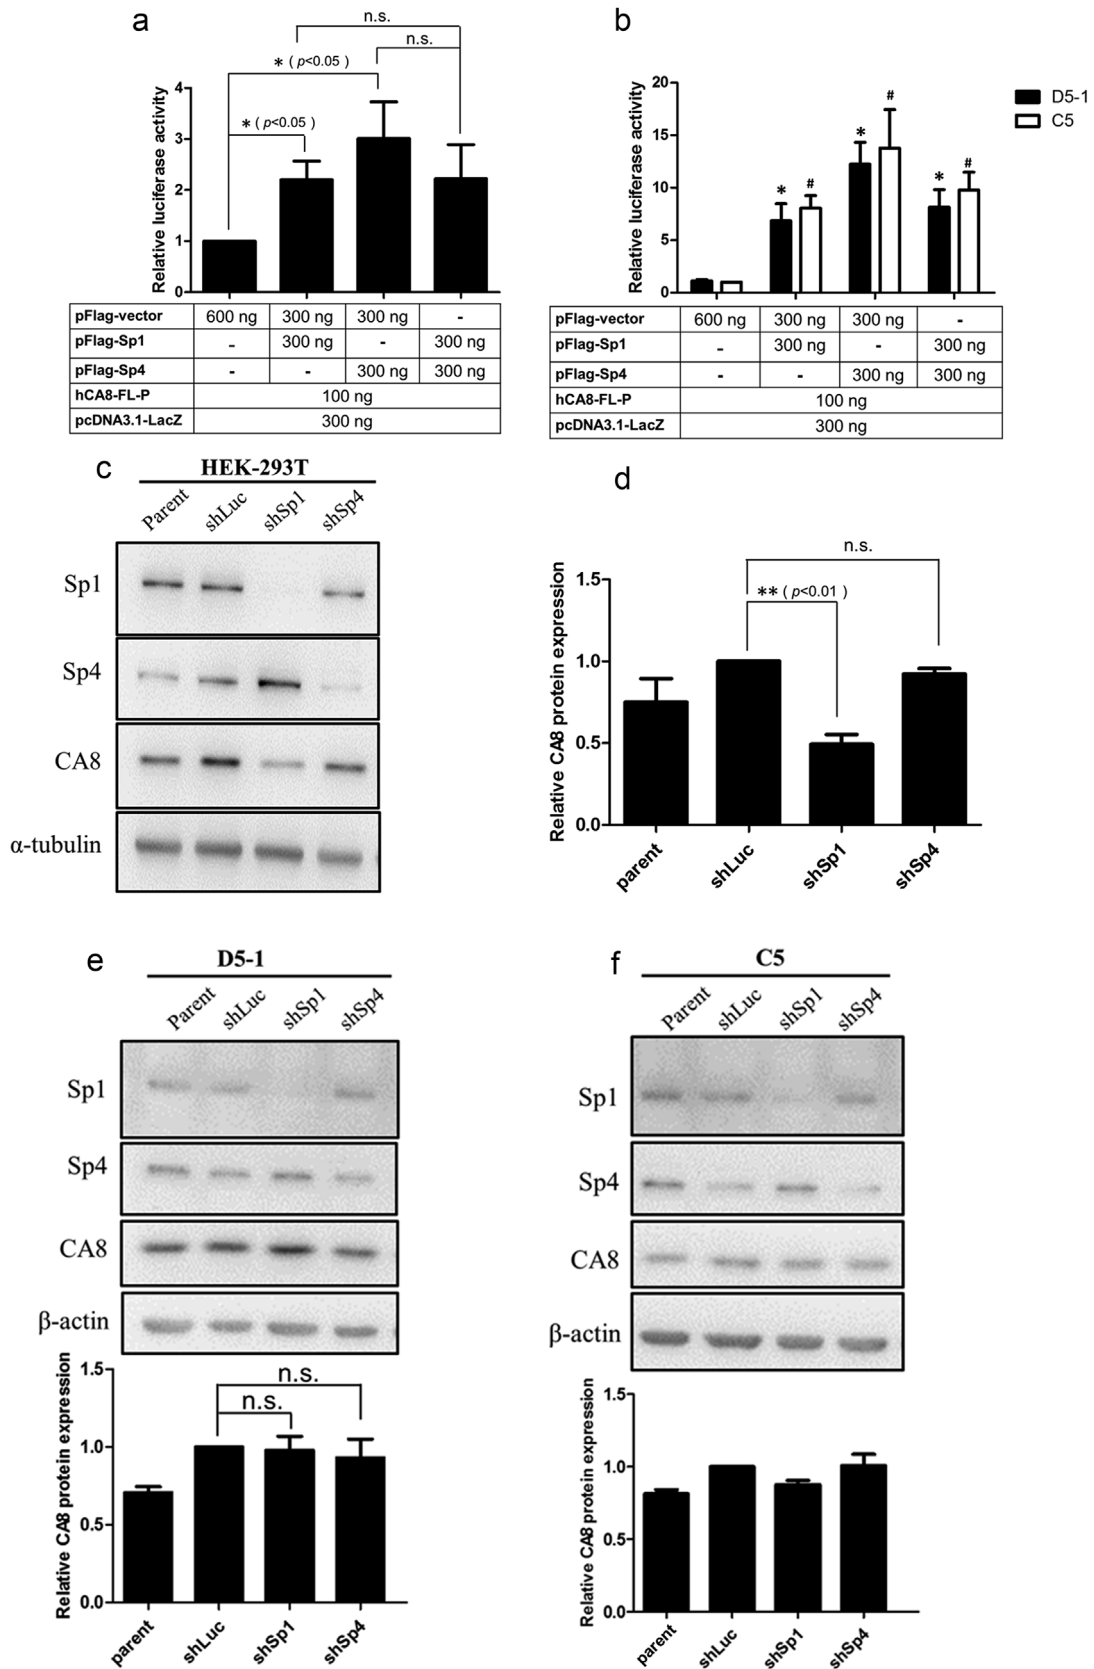 a
n.s.
n.s.
* ( p<0.05 )
* ( p<0.05 )
Relative luciferase activity
4
3
2
1
0
pFlag-vector 600 ng 300 ng 300 ng -
pFlag-Sp1 - 300 ng - 300 ng
pFlag-Sp4 - - 300 ng 300 ng
hCA8-FL-P 100 ng
pcDNA3.1-LacZ 300 ng
b
Relative luciferase activity
20
15
10
5
0
* # * # * #
D5-1
C5
pFlag-vector 600 ng 300 ng 300 ng -
pFlag-Sp1 - 300 ng - 300 ng
pFlag-Sp4 - - 300 ng 300 ng
hCA8-FL-P 100 ng
pcDNA3.1-LacZ 300 ng
c
HEK-293T
Parent shLuc shSp1 shSp4
Sp1
Sp4
CA8
α-tubulin
d
n.s.
** ( p<0.01 )
Relative CA8 protein expression
1.5
1.0
0.5
0.0
parent shLuc shSp1 shSp4
e
D5-1
Parent shLuc shSp1 shSp4
Sp1
Sp4
CA8
β-actin
n.s.
n.s.
Relative CA8 protein expression
1.5
1.0
0.5
0.0
parent shLuc shSp1 shSp4
f
C5
Parent shLuc shSp1 shSp4
Sp1
Sp4
CA8
β-actin
Relative CA8 protein expression
1.5
1.0
0.5
0.0
parent shLuc shSp1 shSp4